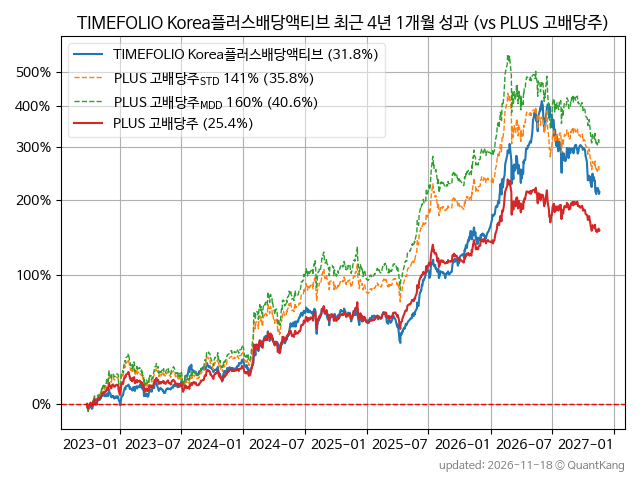 TIMEFOLIO Korea플러스배당액티브 최근 4년 1개월 성과 (vs PLUS 고배당주)
TIMEFOLIO Korea플러스배당액티브 (31.8%)
PLUS 고배당주STD 141% (35.8%)
PLUS 고배당주MDD 160% (40.6%)
PLUS 고배당주 (25.4%)
500%
400%
300%
200%
100%
0%
2023-01 2023-07 2024-01 2024-07 2025-01 2025-07 2026-01 2026-07 2027-01
updated: 2026-11-18 © QuantKang